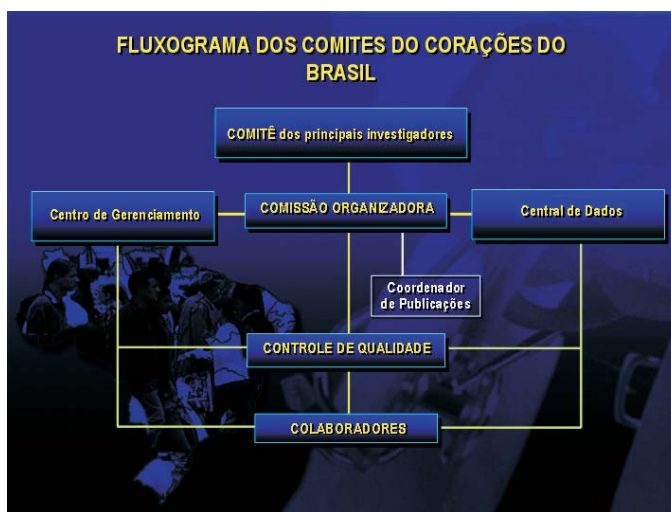 FLUXOGRAMA DOS COMITES DO CORAÇÕES DO
BRASIL
COMITÊ dos principais investigadores
Centro de Gerenciamento
COMISSÃO ORGANIZADORA
Central de Dados
Coordenador
de Publicações
CONTROLE DE QUALIDADE
COLABORADORES